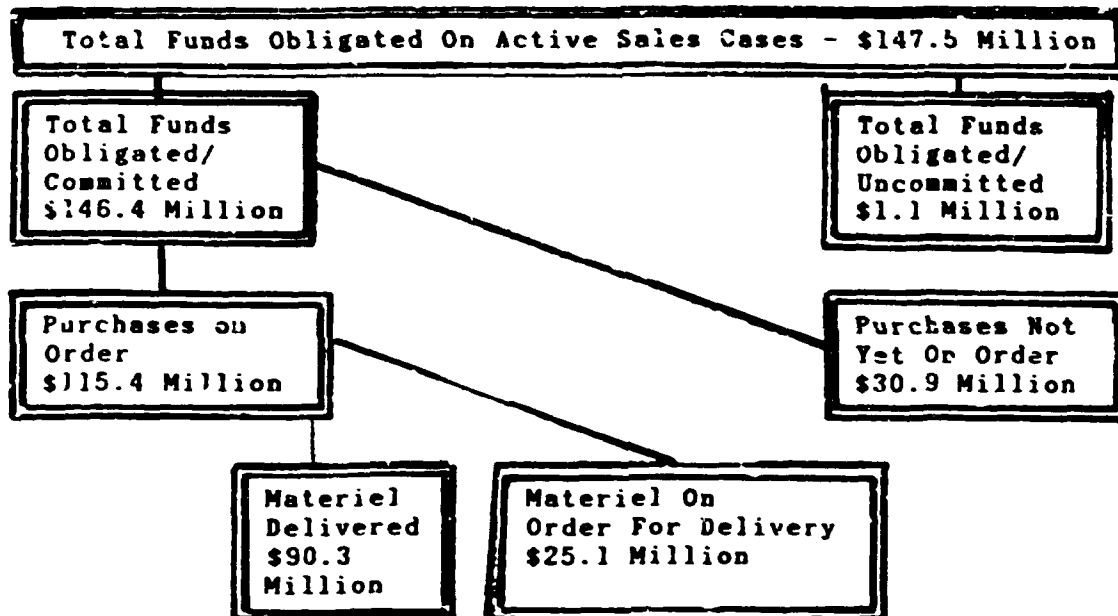 Total Funds Obligated On Active Sales Cases - $147.5 Million
Total Funds
Obligated/
Committed
$146.4 Million
Total Funds
Obligated/
Uncommitted
$1.1 Million
Purchases on
Order
$115.4 Million
Purchases Not
Yet On Order
$30.9 Million
Materiel
Delivered
$90.3
Million
Materiel On
Order For Delivery
$25.1 Million